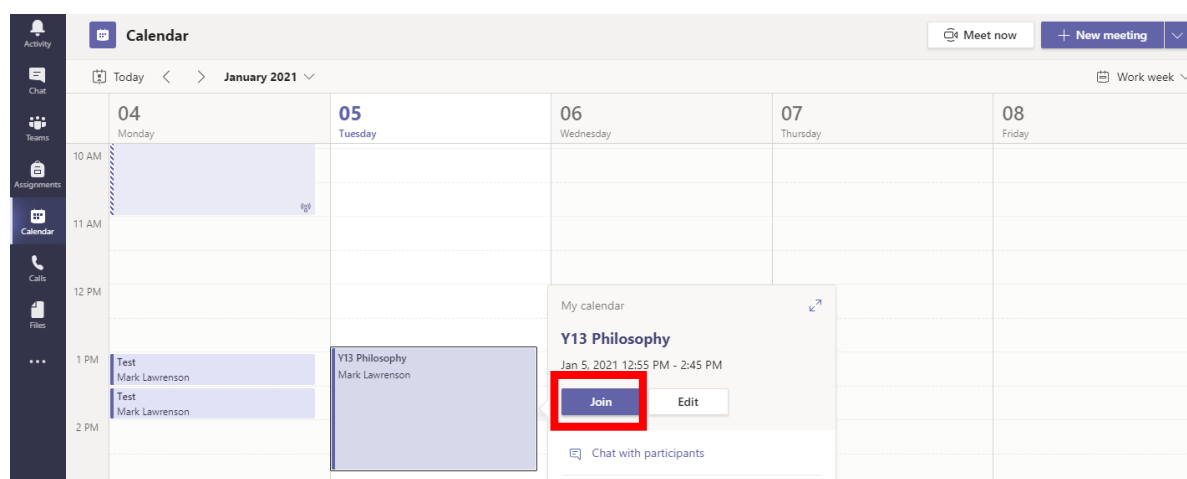 Activity
Calendar
Meet now
+ New meeting
Chat
Today
January 2021
Work week
Teams
04
Monday
05
Tuesday
06
Wednesday
07
Thursday
08
Friday
Assignments
10 AM
Calendar
11 AM
Calls
12 PM
Files
My calendar
Y13 Philosophy
Jan 5, 2021 12:55 PM - 2:45 PM
Join
Edit
Chat with participants
1 PM
Test
Mark Lawrenson
Test
Mark Lawrenson
Y13 Philosophy
Mark Lawrenson
2 PM